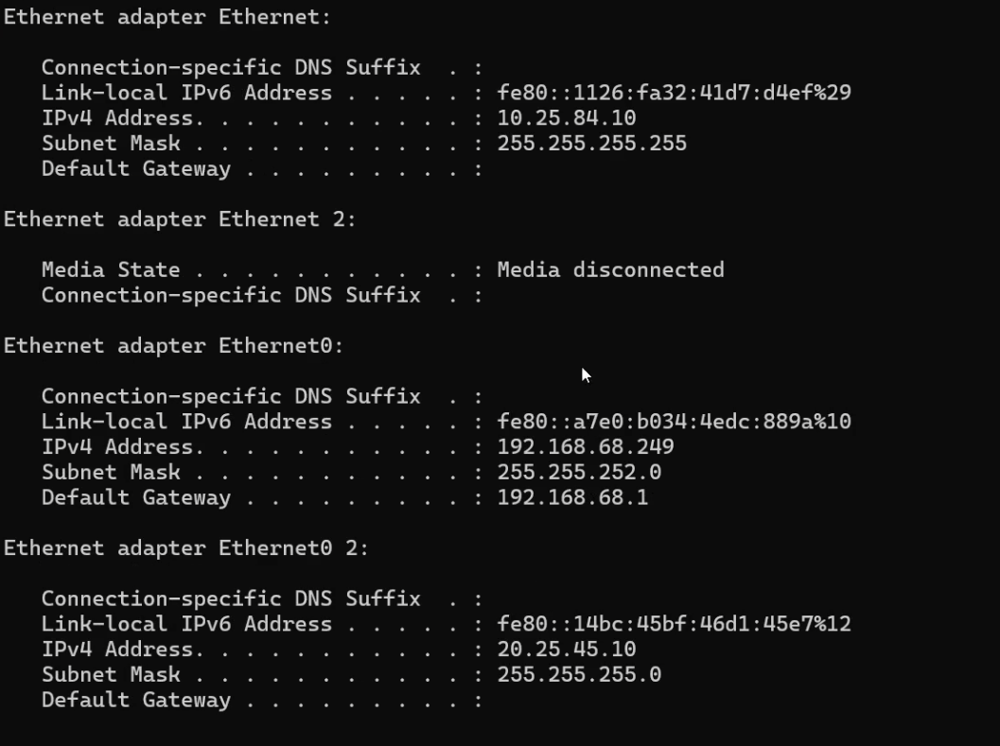 Ethernet adapter Ethernet:
Connection-specific DNS Suffix  . :
Link-local IPv6 Address . . . . . : fe80::1126:fa32:41d7:d4ef%29
IPv4 Address. . . . . . . . . . . : 10.25.84.10
Subnet Mask . . . . . . . . . . . : 255.255.255.255
Default Gateway . . . . . . . . . :
Ethernet adapter Ethernet 2:
Media State . . . . . . . . . . . : Media disconnected
Connection-specific DNS Suffix  . :
Ethernet adapter Ethernet0:
Connection-specific DNS Suffix  . :
Link-local IPv6 Address . . . . . : fe80::a7e0:b034:4edc:889a%10
IPv4 Address. . . . . . . . . . . : 192.168.68.249
Subnet Mask . . . . . . . . . . . : 255.255.252.0
Default Gateway . . . . . . . . . : 192.168.68.1
Ethernet adapter Ethernet0 2:
Connection-specific DNS Suffix  . :
Link-local IPv6 Address . . . . . : fe80::14bc:45bf:46d1:45e7%12
IPv4 Address. . . . . . . . . . . : 20.25.45.10
Subnet Mask . . . . . . . . . . . : 255.255.255.0
Default Gateway . . . . . . . . . :